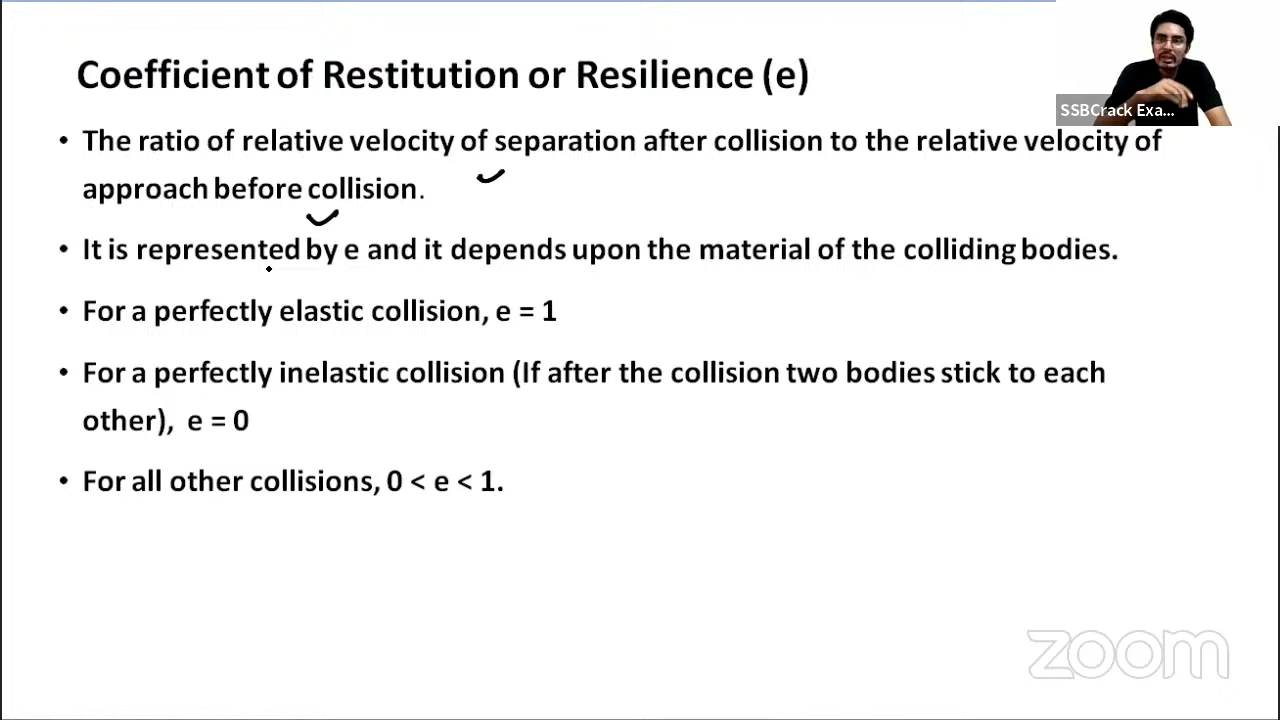 Coefficient of Restitution or Resilience (e)
SSBCrack Exa...
• The ratio of relative velocity of separation after collision to the relative velocity of
approach before collision.
• It is represented by e and it depends upon the material of the colliding bodies.
• For a perfectly elastic collision, e = 1
• For a perfectly inelastic collision (If after the collision two bodies stick to each
other), e = 0
• For all other collisions, 0 < e < 1.
zoom